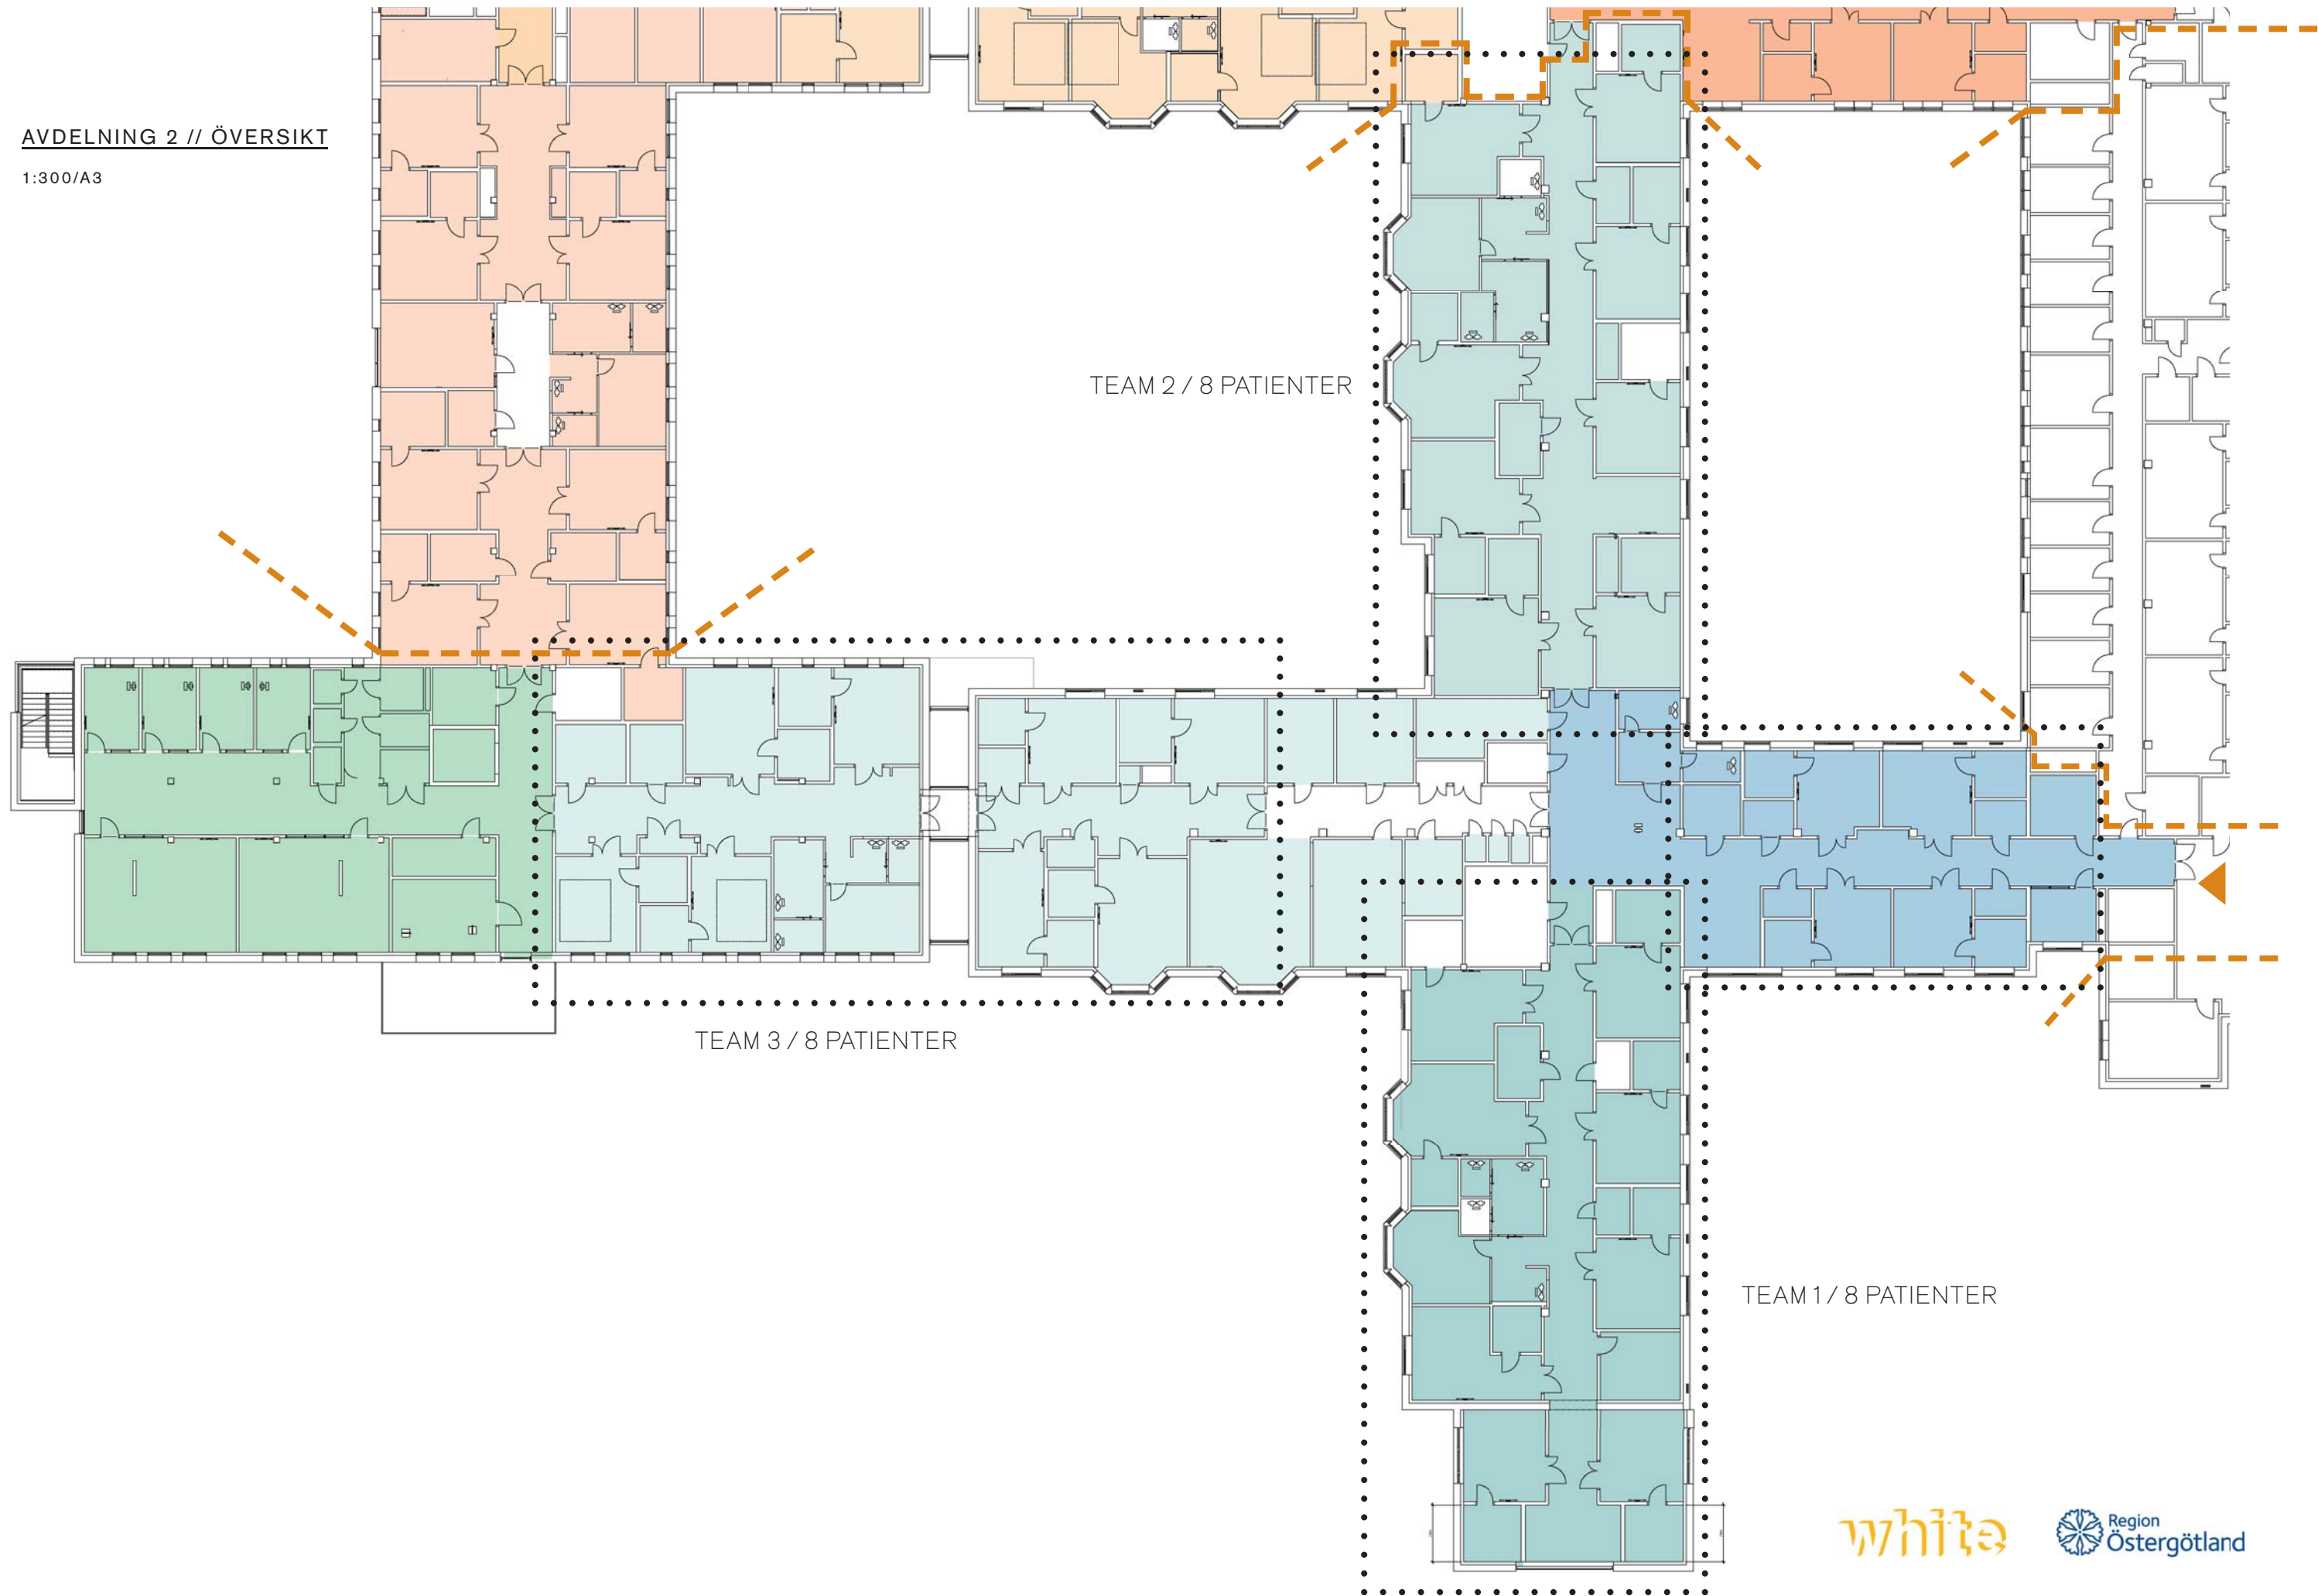 AVDELNING 2 // ÖVERSIKT
1:300/A3
TEAM 2 / 8 PATIENTER
TEAM 3 / 8 PATIENTER
TEAM 1 / 8 PATIENTER
white
Region
Östergötland